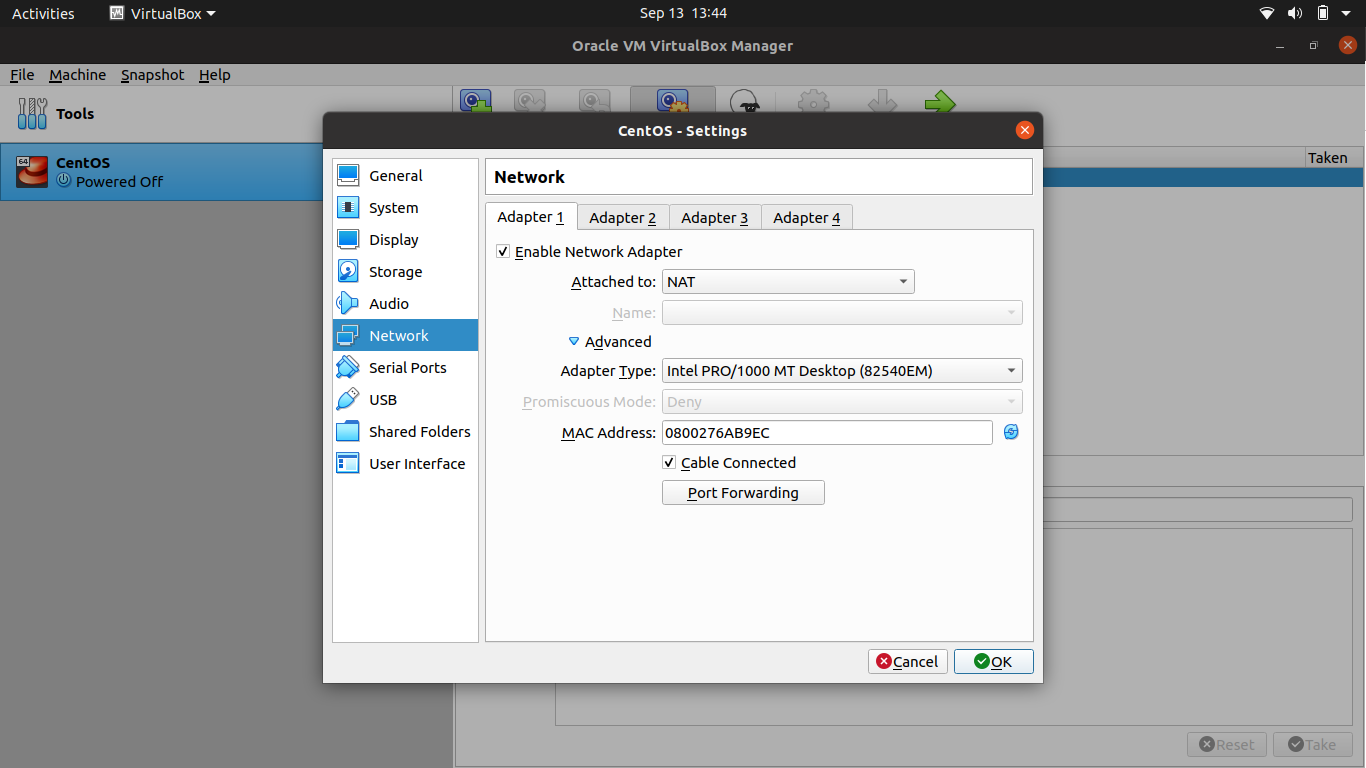 Activities VirtualBox Sep 13 13:44
Oracle VM VirtualBox Manager
File Machine Snapshot Help
Tools
64 CentOS
Powered Off
Taken
CentOS - Settings
General
System
Display
Storage
Audio
Network
Serial Ports
USB
Shared Folders
User Interface
Network
Adapter 1 Adapter 2 Adapter 3 Adapter 4
Enable Network Adapter
Attached to: NAT
Name:
Advanced
Adapter Type: Intel PRO/1000 MT Desktop (82540EM)
Promiscuous Mode: Deny
MAC Address: 0800276AB9EC
Cable Connected
Port Forwarding
Cancel OK
Reset Take